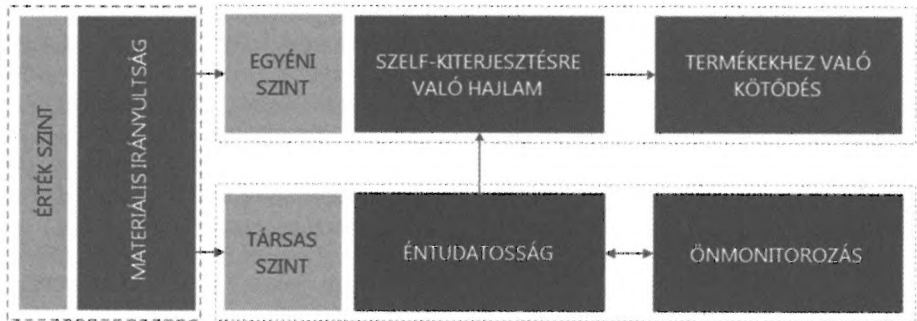 ÉRTÉK SZINT
MATERIÁLIS IRÁNYULTSÁG
EGYÉNI
SZINT
SZELF-KITERJESZTÉSRE
VALÓ HAJLAM
TERMÉKEKHEZ VALÓ
KÖTŐDÉS
TÁRSAS
SZINT
ÉNTUDATOSSÁG
ÖNMONITOROZÁS